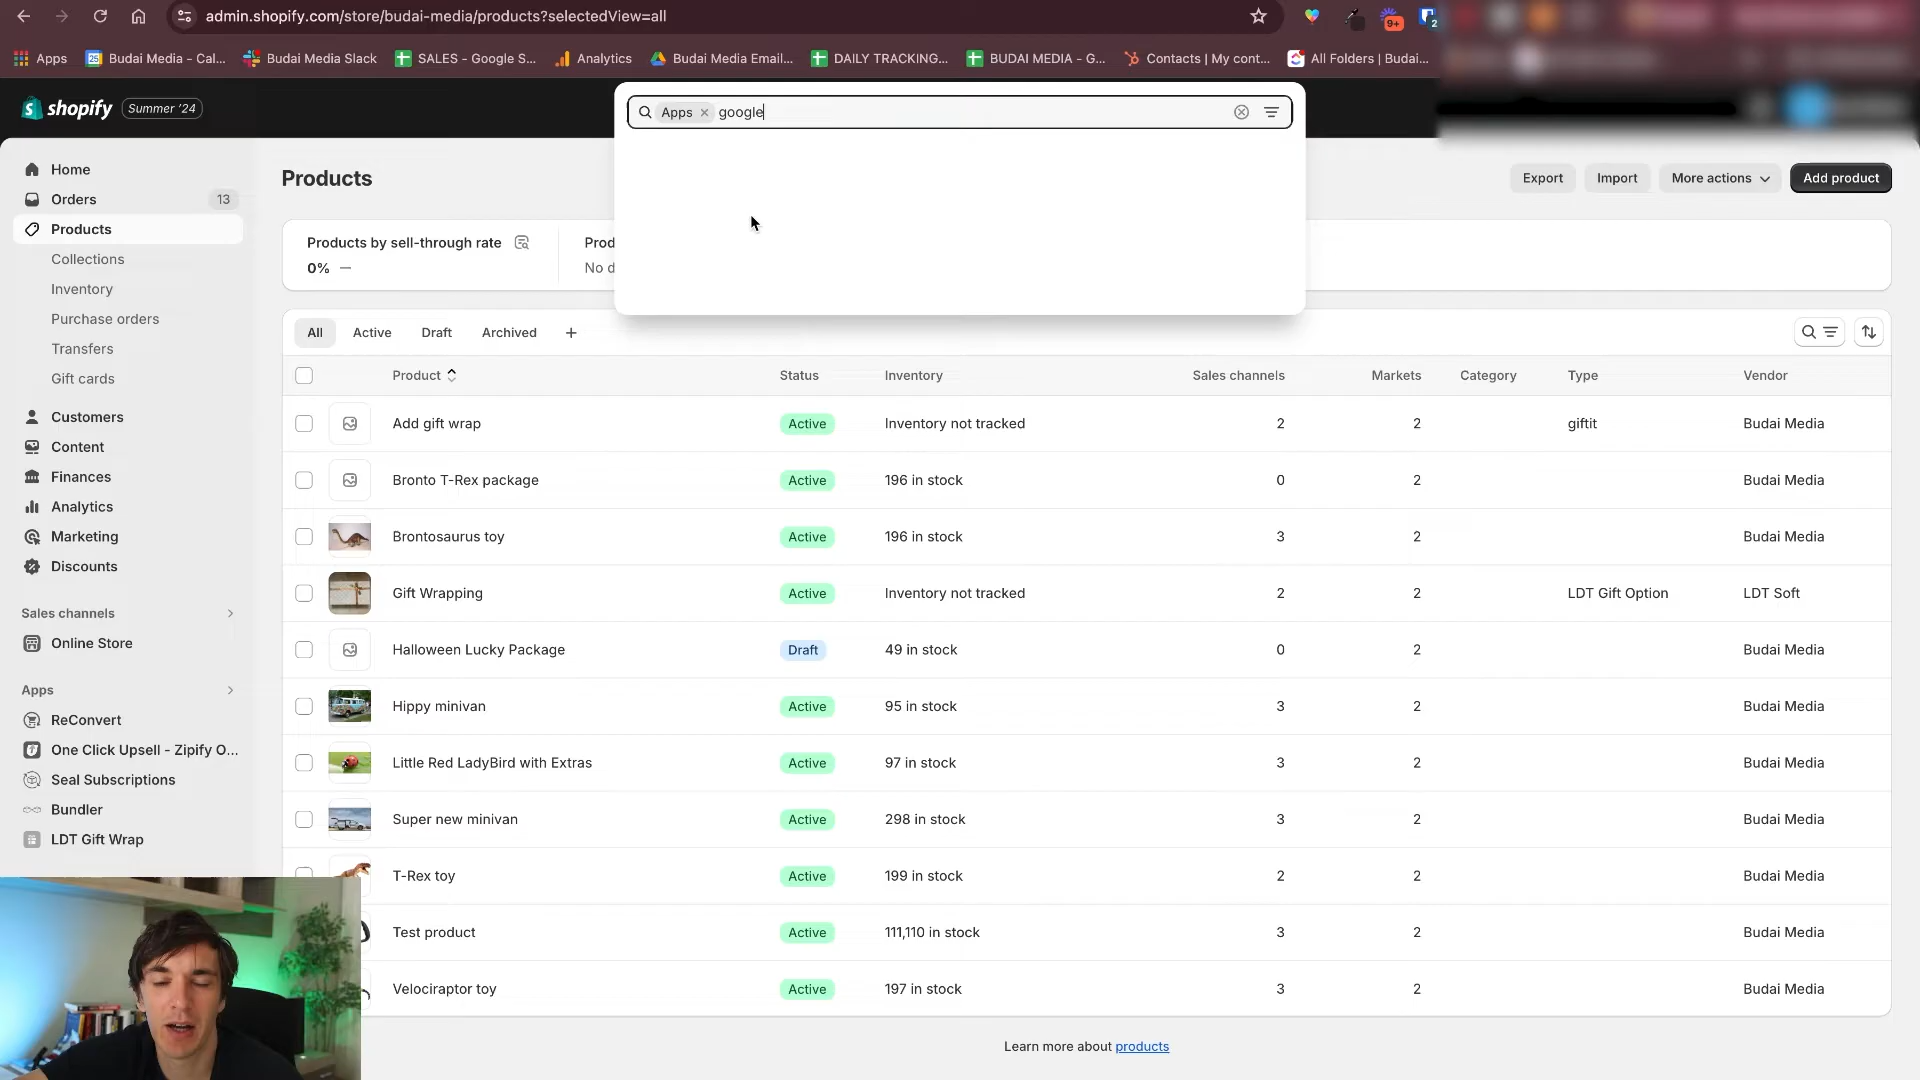 admin.shopify.com/store/budai-media/products?selectedView=all
9+
2
Apps
25
Budai Media - Cal...
Budai Media Slack
SALES - Google S...
Analytics
Budai Media Email...
DAILY TRACKING...
BUDAI MEDIA - G...
Contacts | My cont...
All Folders | Budai...
shopify
Summer '24
Apps × google
Home
Orders 13
Products
Collections
Inventory
Purchase orders
Transfers
Gift cards
Customers
Content
Finances
Analytics
Marketing
Discounts
Sales channels
Online Store
Apps
ReConvert
One Click Upsell - Zipify O...
Seal Subscriptions
Bundler
LDT Gift Wrap
Products
Export
Import
More actions
Add product
Products by sell-through rate
0% —
Prod
No d
All Active Draft Archived +
Product Status Inventory Sales channels Markets Category Type Vendor
Add gift wrap Active Inventory not tracked 2 2 giftit Budai Media
Bronto T-Rex package Active 196 in stock 0 2 Budai Media
Brontosaurus toy Active 196 in stock 3 2 Budai Media
Gift Wrapping Active Inventory not tracked 2 2 LDT Gift Option LDT Soft
Halloween Lucky Package Draft 49 in stock 0 2 Budai Media
Hippy minivan Active 95 in stock 3 2 Budai Media
Little Red LadyBird with Extras Active 97 in stock 3 2 Budai Media
Super new minivan Active 298 in stock 3 2 Budai Media
T-Rex toy Active 199 in stock 2 2 Budai Media
Test product Active 111,110 in stock 3 2 Budai Media
Velociraptor toy Active 197 in stock 3 2 Budai Media
Learn more about products